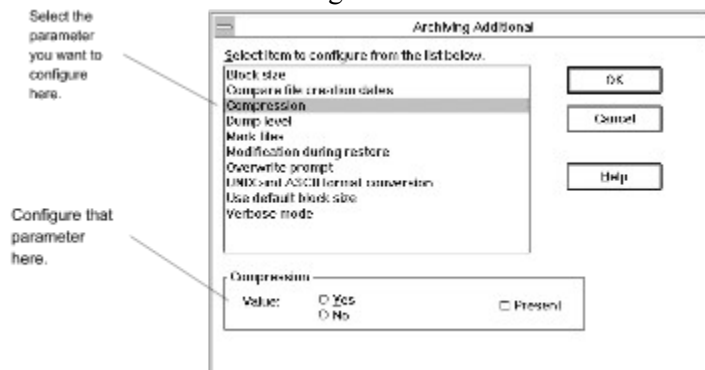 Select the
parameter
you want to
configure
here.
Archiving Additional
Select item to configure from the list below.
Block size
Compare file creation dates
Compression
Dump level
Mark files
Modification during restore
Overwrite prompt
UNIX and ASCII format conversion
Use default block size
Verbose mode
OK
Cancel
Help
Configure that
parameter
here.
Compression
Value:
Yes
No
Present